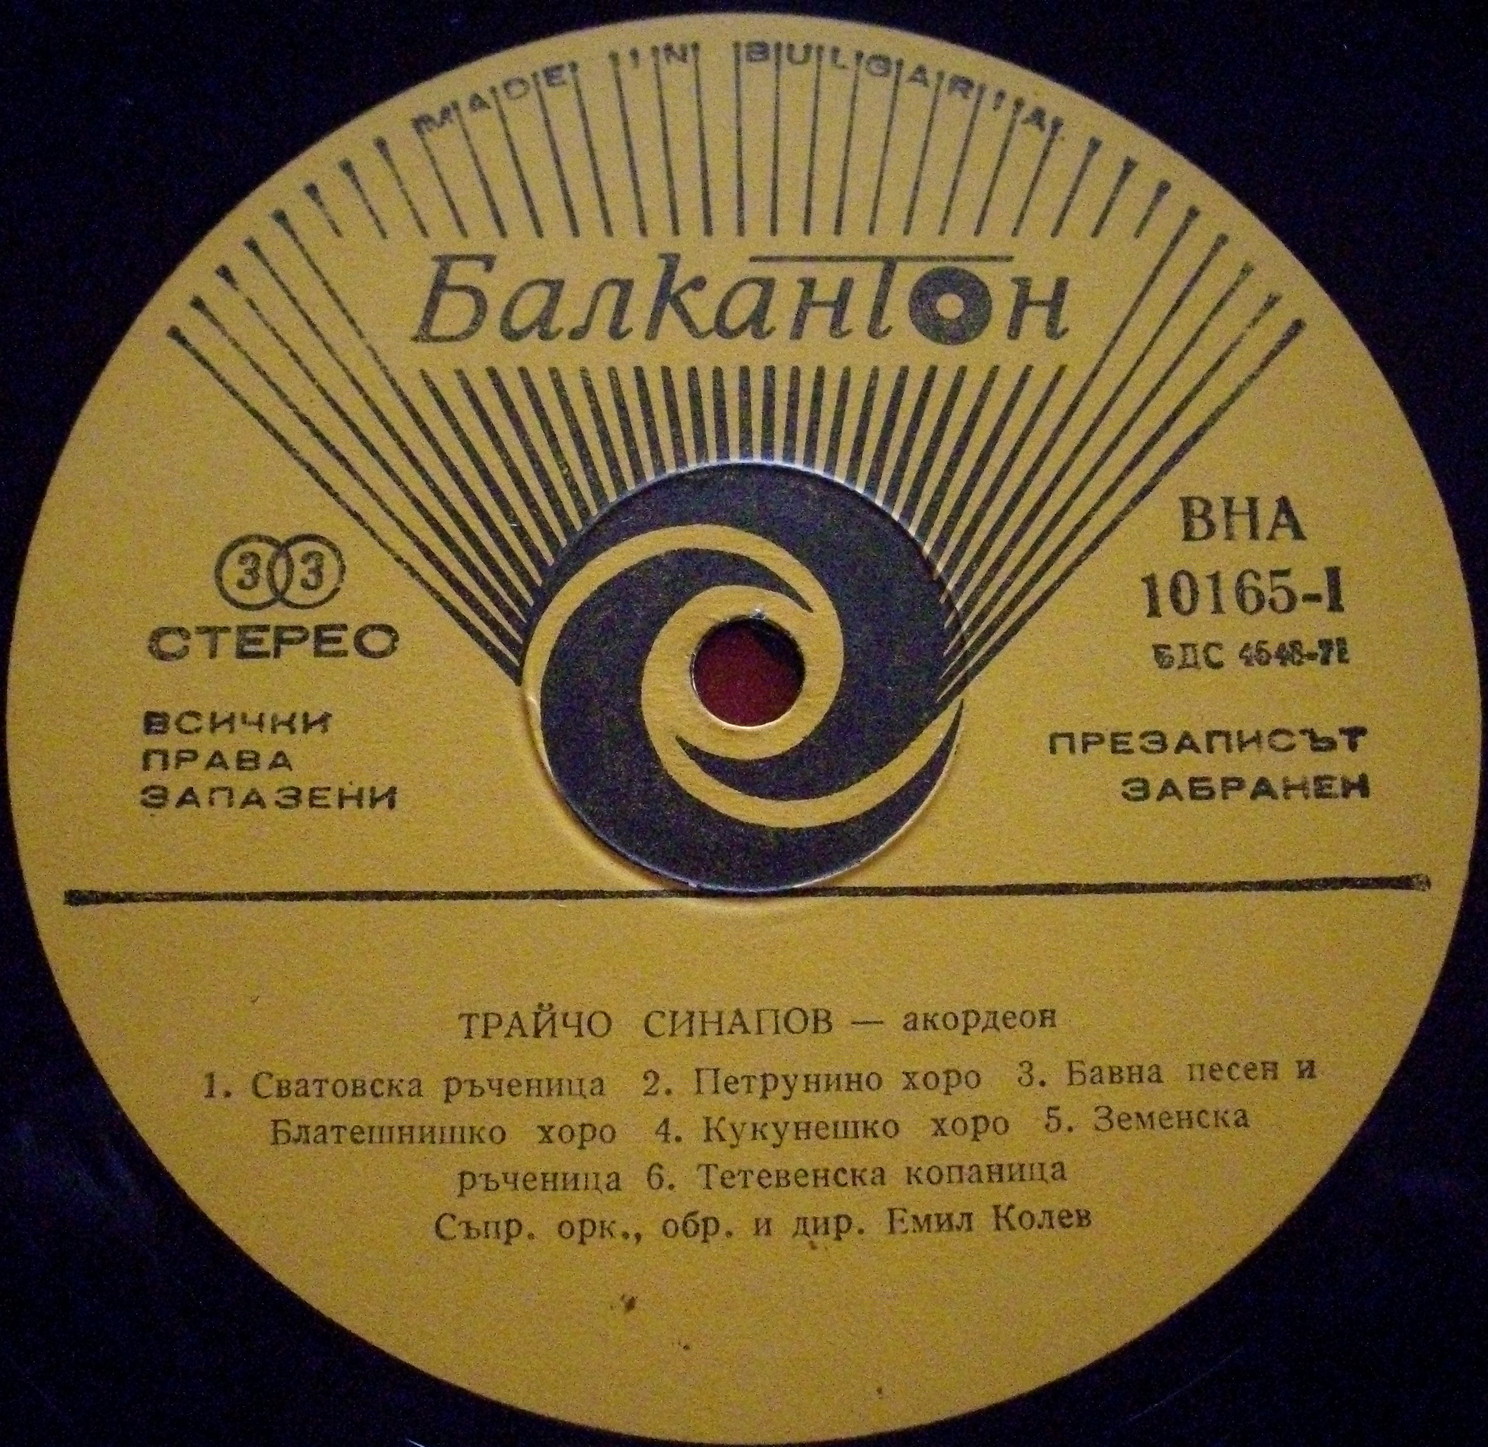 MADE IN BULGARIA
Балкантон
33
СТЕРЕО
ВСИЧКИ
ПРАВА
ЗАПАЗЕНИ
ВНА
10165-I
БДС 4648-71
ПРЕЗАПИСЪТ
ЗАБРАНЕН
ТРАЙЧО СИНАПОВ — акордеон
1. Сватовска ръченица 2. Петрунино хоро 3. Бавна песен и
Блатешнишко хоро 4. Кукунешко хоро 5. Земенска
ръченица 6. Тетевенска копаница
Съпр. орк., обр. и дир. Емил Колев